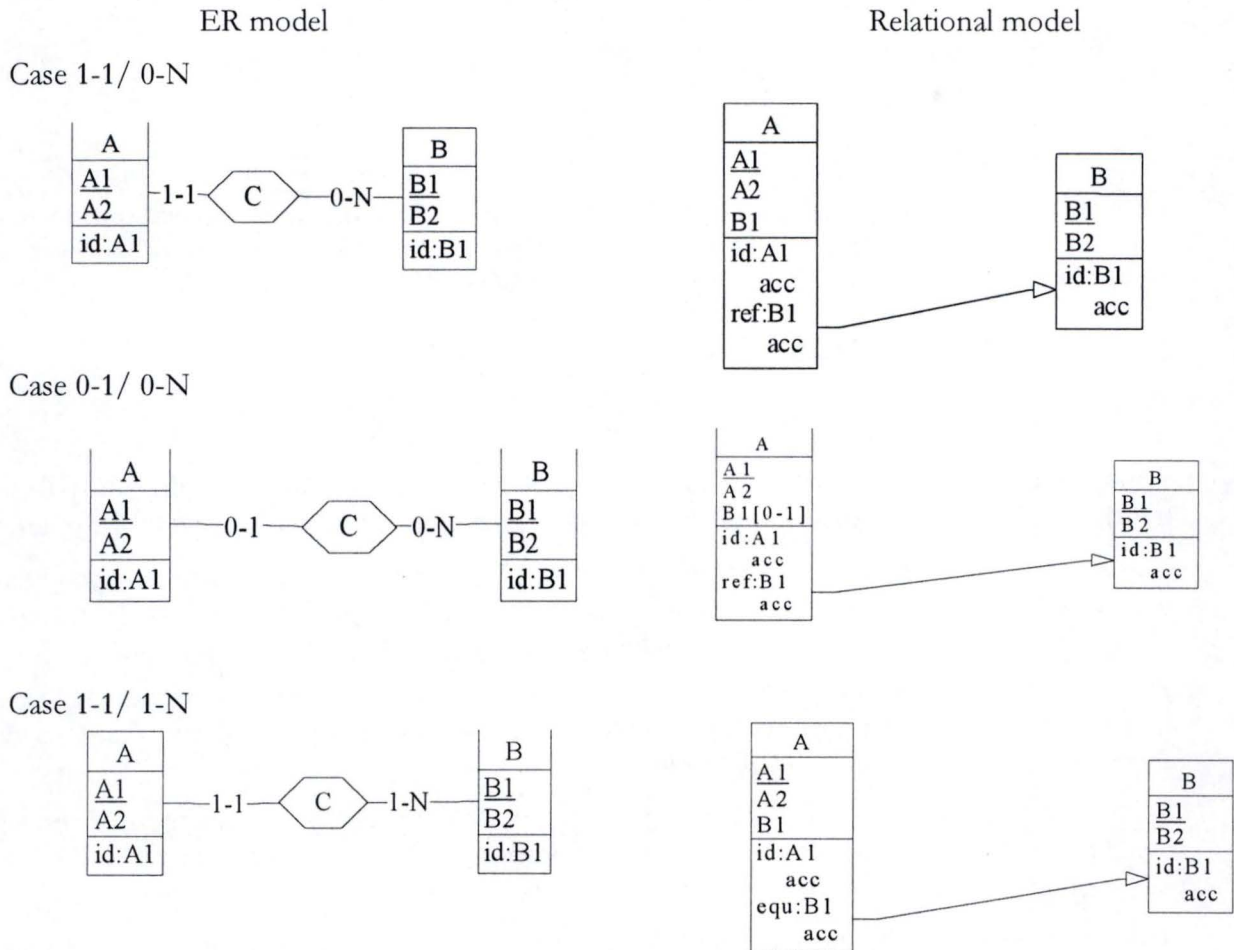 ER model
Relational model
Case 1-1/ 0-N
A
A1
A2
id:A1
1-1
C
0-N
B
B1
B2
id:B1
A
A1
A2
B1
id:A1
acc
ref:B1
acc
B
B1
B2
id:B1
acc
Case 0-1/ 0-N
A
A1
A2
id:A1
0-1
C
0-N
B
B1
B2
id:B1
A
A1
A2
B1[0-1]
id:A1
acc
ref:B1
acc
B
B1
B2
id:B1
acc
Case 1-1/ 1-N
A
A1
A2
id:A1
1-1
C
1-N
B
B1
B2
id:B1
A
A1
A2
B1
id:A1
acc
equ:B1
acc
B
B1
B2
id:B1
acc